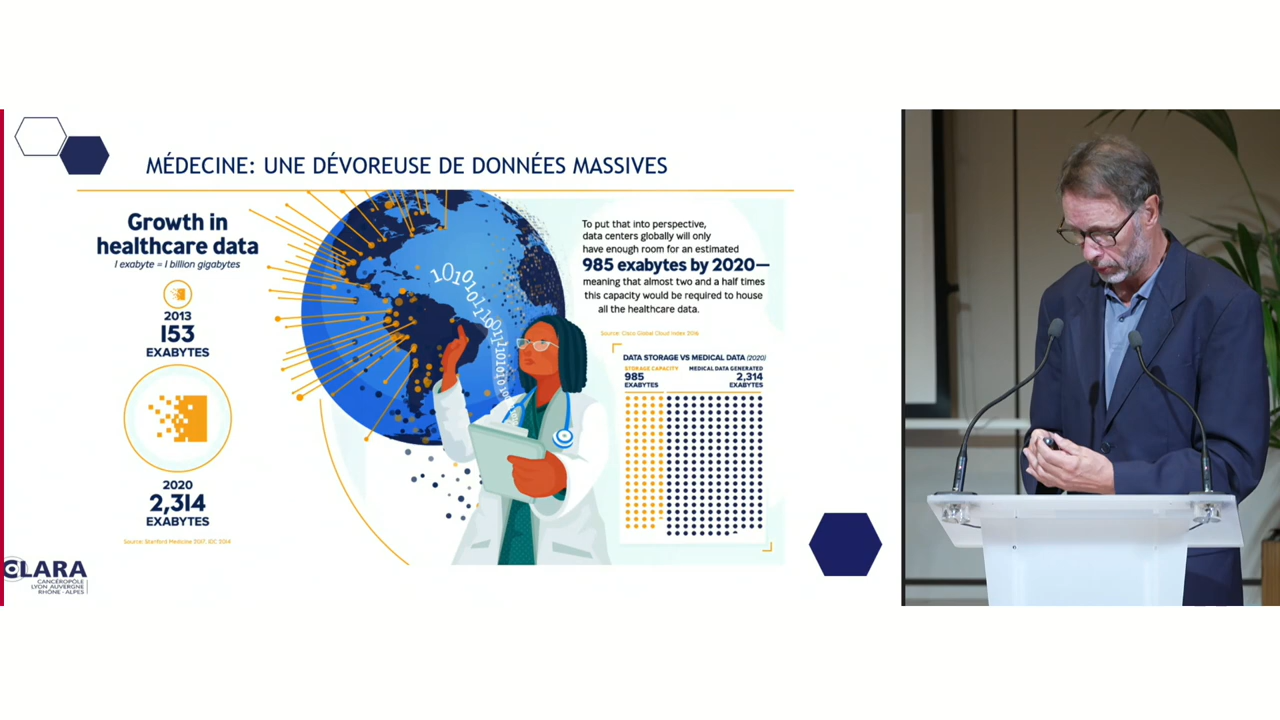 MÉDECINE: UNE DÉVOREUSE DE DONNÉES MASSIVES
Growth in
healthcare data
1 exabyte = 1 billion gigabytes
2013
153
EXABYTES
2020
2,314
EXABYTES
Source: Stanford Medicine 2017, IDC 2014
To put that into perspective,
data centers globally will only
have enough room for an estimated
985 exabytes by 2020—
meaning that almost two and a half times
this capacity would be required to house
all the healthcare data.
Source: Cisco Global Cloud Index 2016
DATA STORAGE VS MEDICAL DATA (2020)
STORAGE CAPACITY
985
EXABYTES
MEDICAL DATA GENERATED
2,314
EXABYTES
CLARA
CANCÉROPÔLE
LYON AUVERGNE
RHÔNE-ALPES